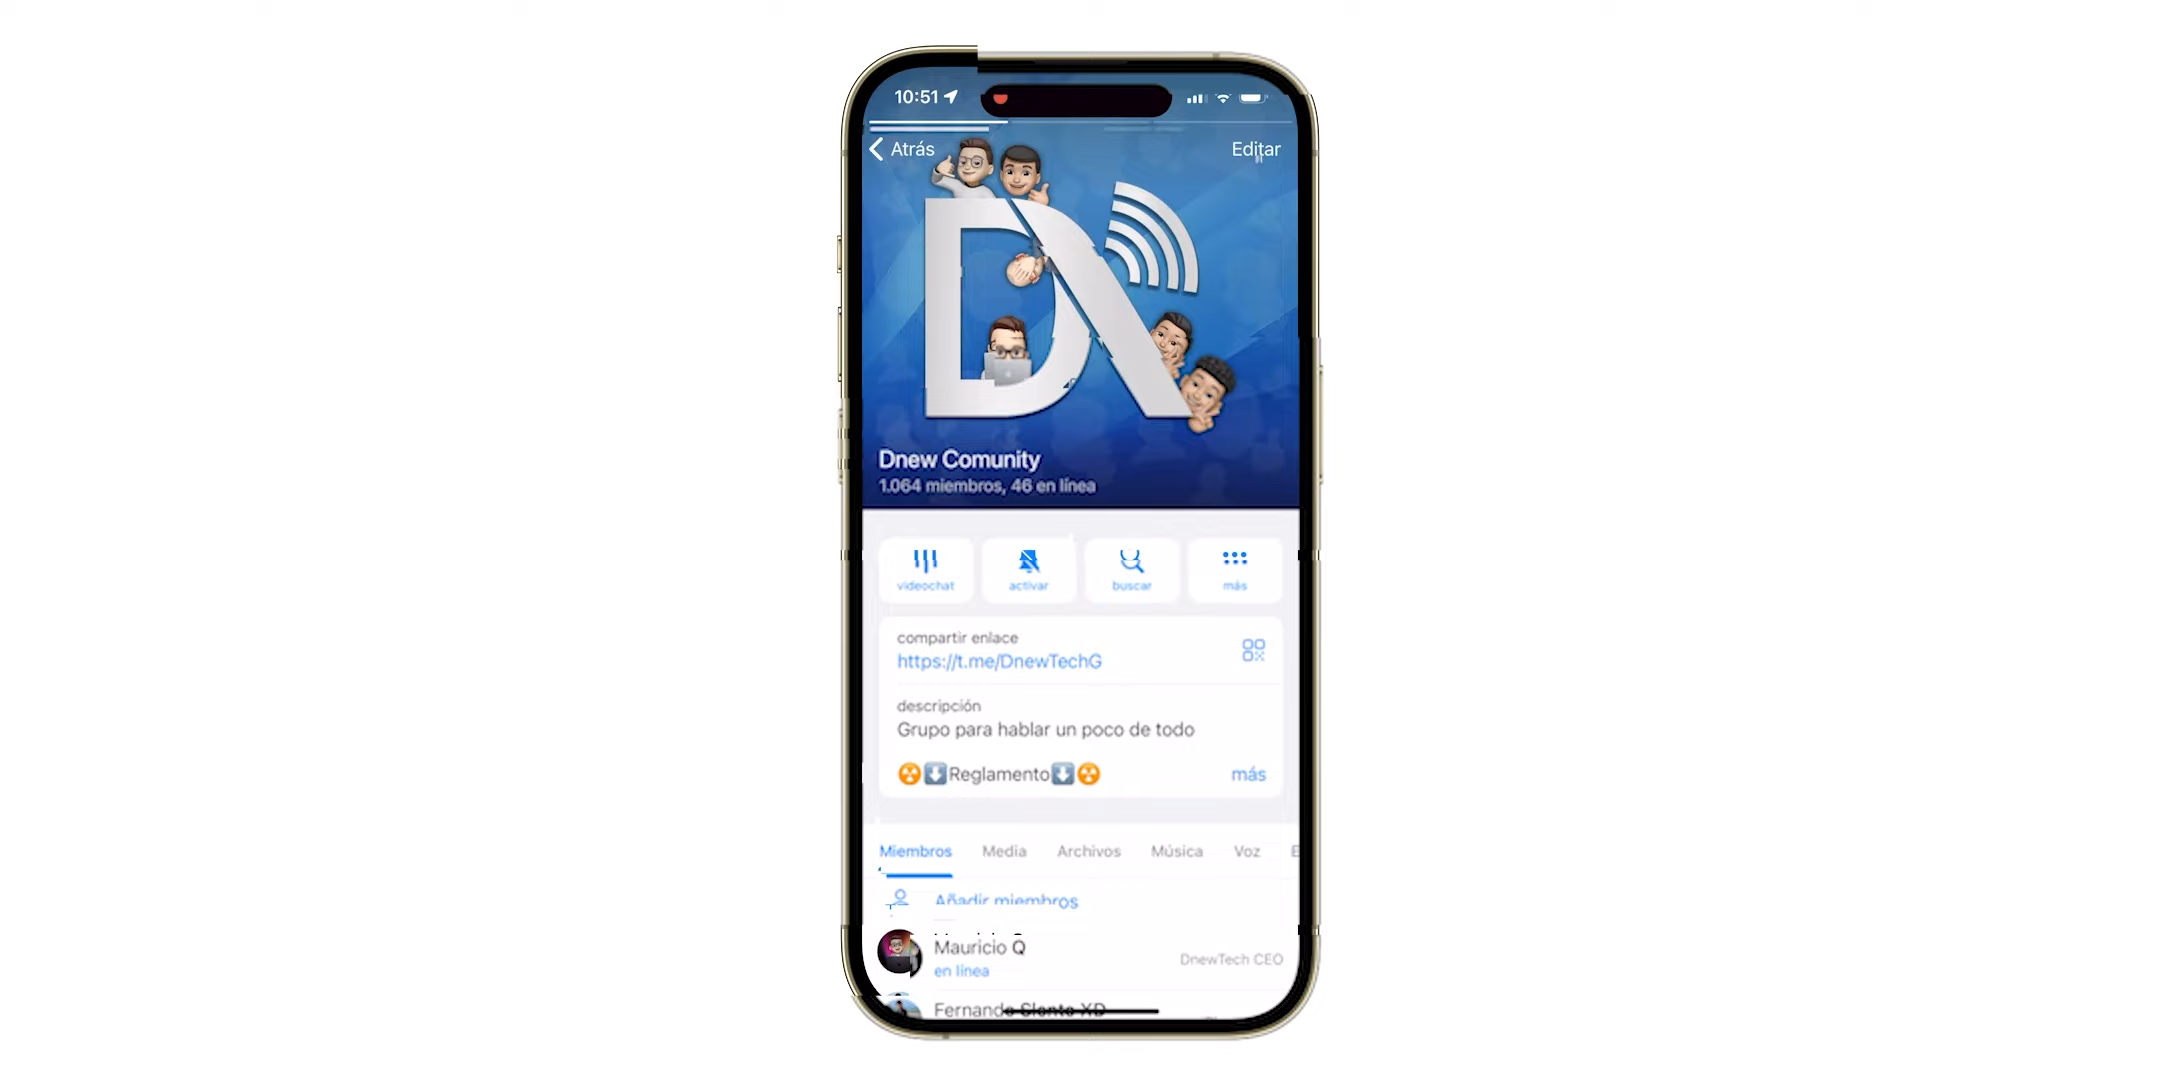 10:51
Atrás
Editar
Dnew Comunity
1.064 miembros, 46 en línea
videochat
activar
buscar
más
compartir enlace
https://t.me/DnewTechG
descripción
Grupo para hablar un poco de todo
☢️⬇️Reglamento⬇️☢️
más
Miembros Media Archivos Música Voz
Añadir miembros
Mauricio Q
DnewTech CEO
en línea
Fernando